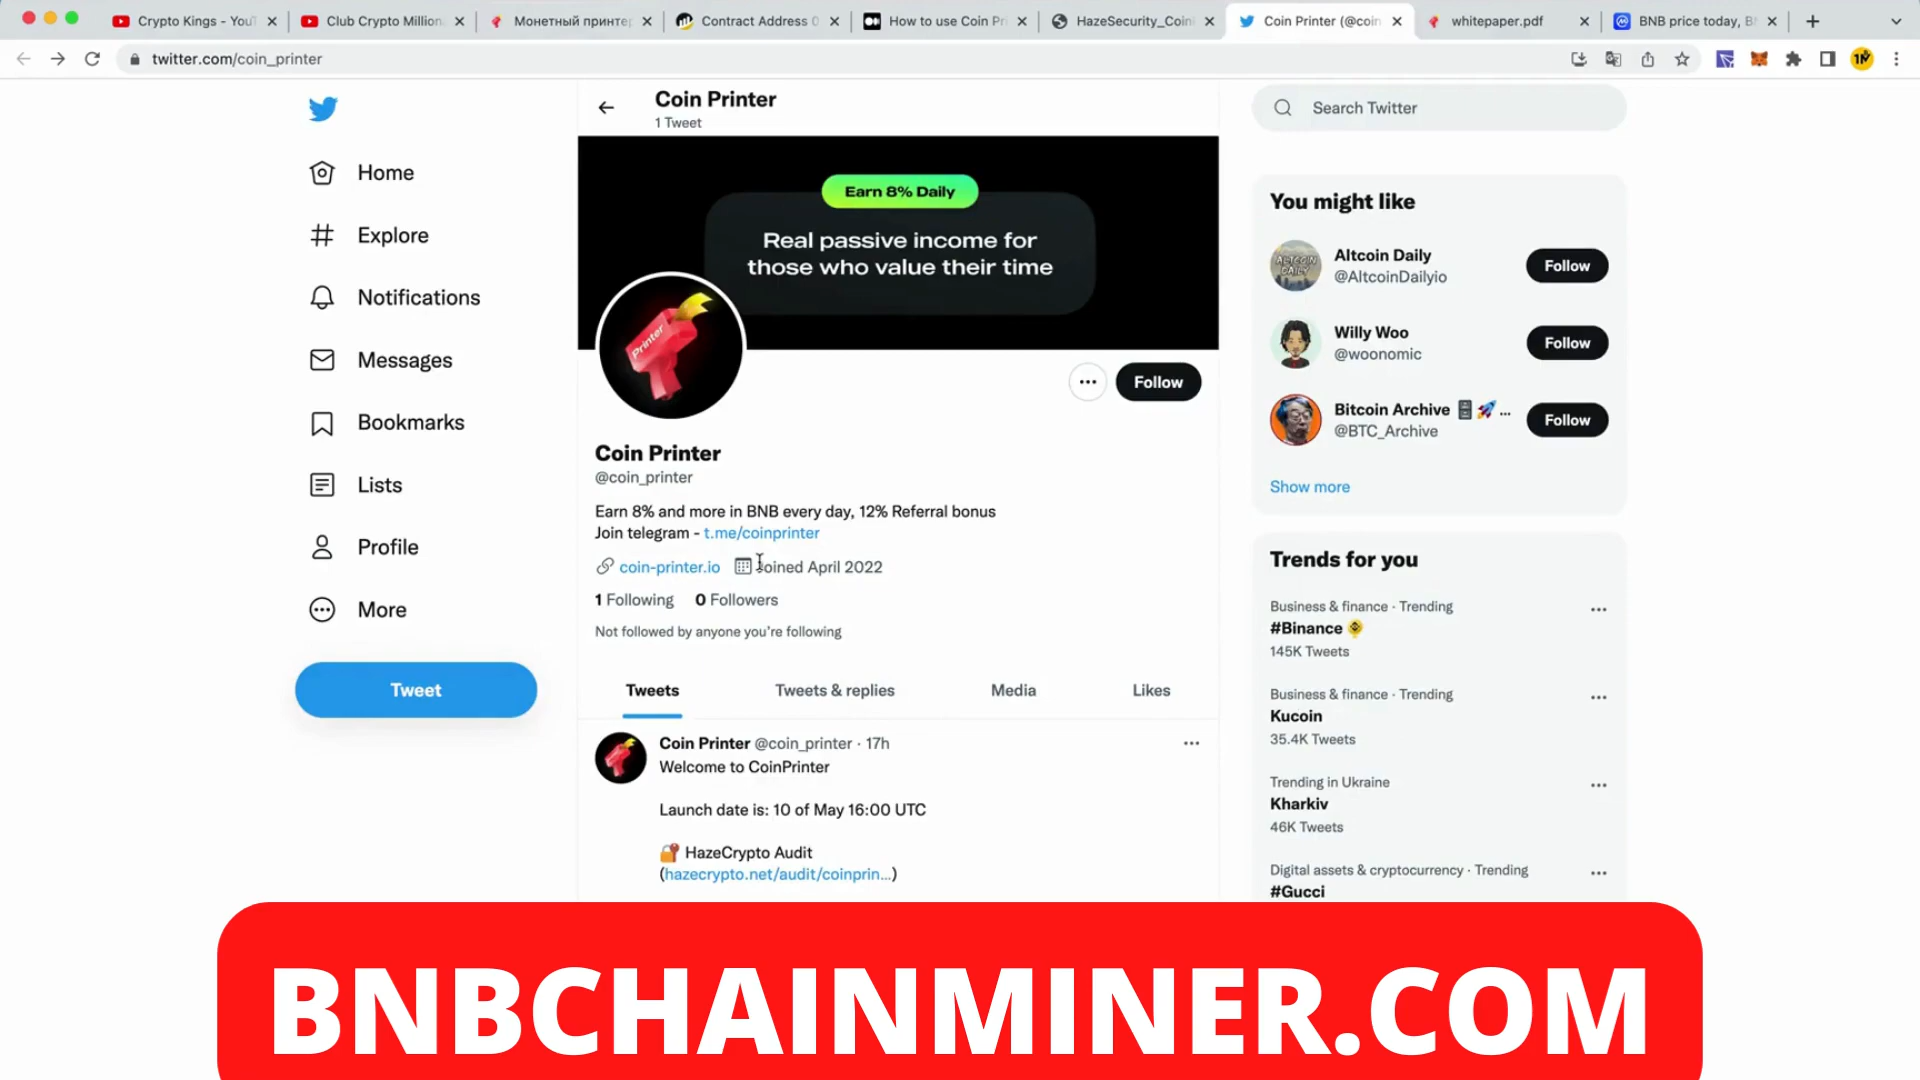 Crypto Kings - YouT
Club Crypto Million
Монетный принтер
Contract Address 0
How to use Coin Pr
HazeSecurity_Coin
Coin Printer (@coin
whitepaper.pdf
BNB price today, B
twitter.com/coin_printer
Coin Printer
1 Tweet
Search Twitter
Home
Explore
Notifications
Messages
Bookmarks
Lists
Profile
More
Tweet
Earn 8% Daily
Real passive income for
those who value their time
Printer
Follow
Coin Printer
@coin_printer
Earn 8% and more in BNB every day, 12% Referral bonus
Join telegram - t.me/coinprinter
coin-printer.io Joined April 2022
1 Following 0 Followers
Not followed by anyone you're following
Tweets Tweets & replies Media Likes
Coin Printer @coin_printer · 17h
Welcome to CoinPrinter
Launch date is: 10 of May 16:00 UTC
🔐 HazeCrypto Audit
(hazecrypto.net/audit/coinprin...)
You might like
ALTCOIN
DAILY
Altcoin Daily
@AltcoinDailyio
Follow
Willy Woo
@woonomic
Follow
Bitcoin Archive 🗄🚀 ...
@BTC_Archive
Follow
Show more
Trends for you
Business & finance · Trending
#Binance
145K Tweets
Business & finance · Trending
Kucoin
35.4K Tweets
Trending in Ukraine
Kharkiv
46K Tweets
Digital assets & cryptocurrency · Trending
#Gucci
BNBCHAINMINER.COM